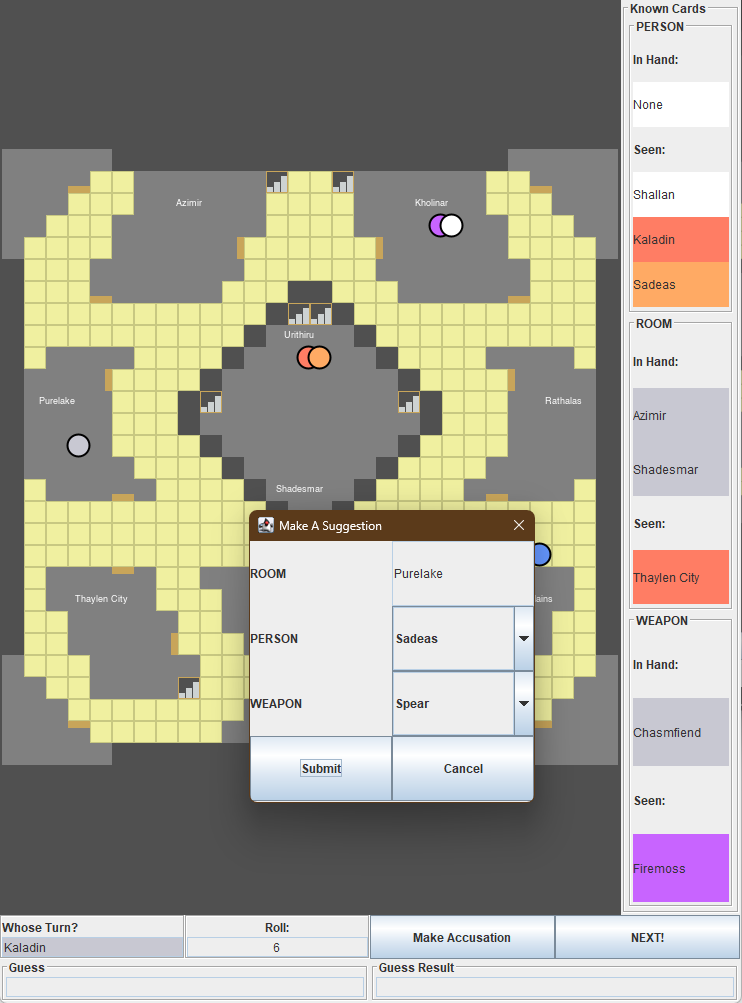 Known Cards
PERSON
In Hand:
None
Seen:
Shallan
Kaladin
Sadeas
ROOM
In Hand:
Azimir
Shadesmar
Seen:
Thaylen City
WEAPON
In Hand:
Chasmfiend
Seen:
Firemoss
Azimir
Kholinar
Urithiru
Purelake
Rathalas
Shadesmar
Thaylen City
Make A Suggestion
ROOM
Purelake
PERSON
Sadeas
WEAPON
Spear
Submit
Cancel
Whose Turn?
Kaladin
Roll:
6
Make Accusation
NEXT!
Guess
Guess Result